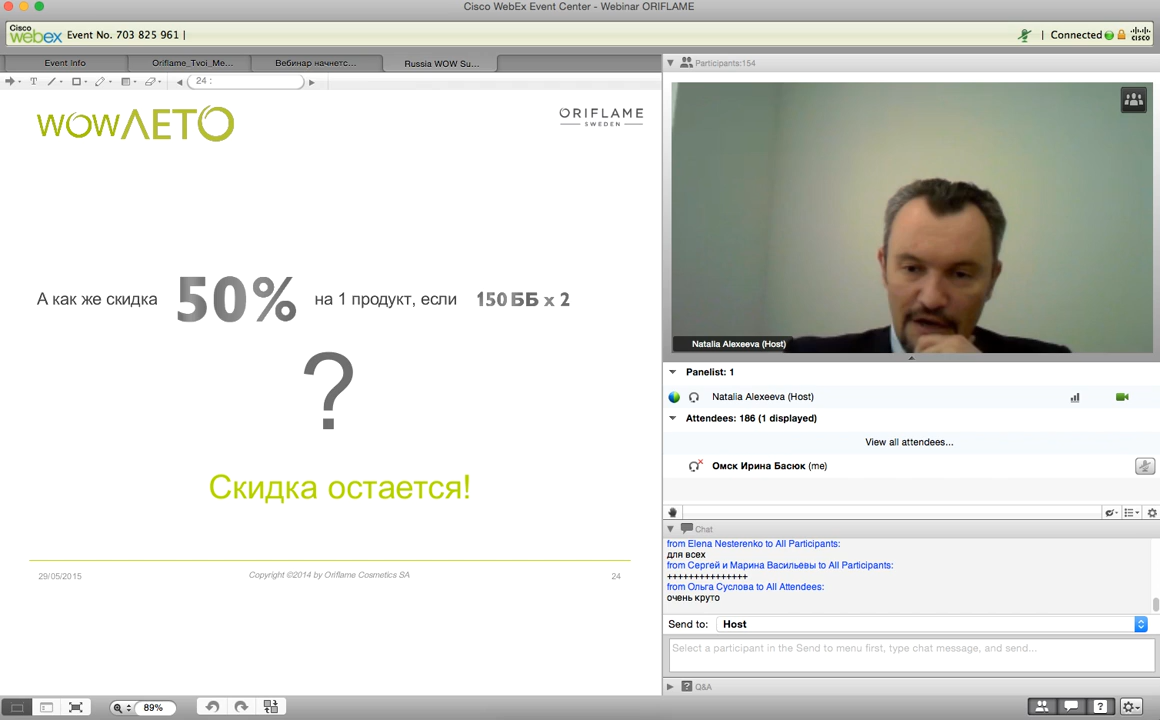 Cisco WebEx Event Center - Webinar ORIFLAME
Cisco webex Event No. 703 825 961 |
| Connected
CISCO
Event Info
Oriflame_Tvoi_Me...
Вебинар начнетс...
Russia WOW Su...
T
24 :
WOWЛЕТО
ORIFLAME
SWEDEN
А как же скидка 50% на 1 продукт, если 150 ББ x 2
?
Скидка остается!
29/05/2015
Copyright ©2014 by Oriflame Cosmetics SA
24
89%
Participants:154
Natalia Alexeeva (Host)
Panelist: 1
Natalia Alexeeva (Host)
Attendees: 186 (1 displayed)
View all attendees...
Омск Ирина Басюк (me)
Chat
from Elena Nesterenko to All Participants:
для всех
from Сергей и Марина Васильевы to All Participants:
+++++++++++++++
from Ольга Суслова to All Attendees:
очень круто
Send to: Host
Select a participant in the Send to menu first, type chat message, and send...
? Q&A
?